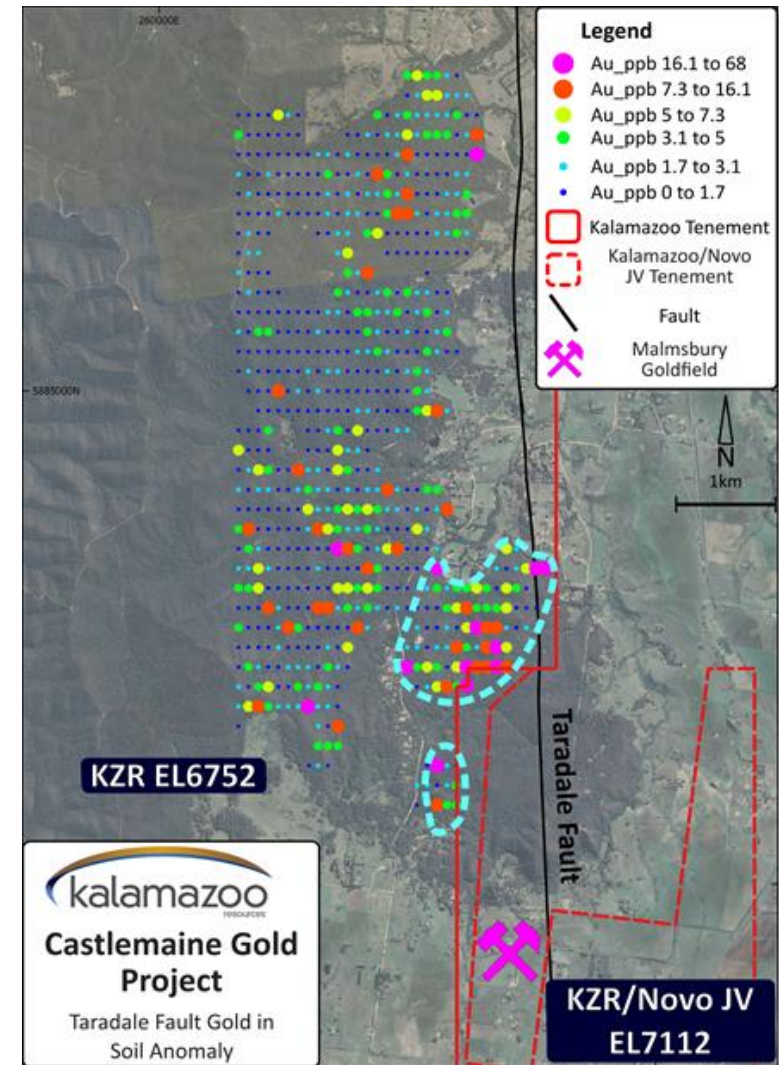 260000E
Legend
Au_ppb 16.1 to 68
Au_ppb 7.3 to 16.1
Au_ppb 5 to 7.3
Au_ppb 3.1 to 5
Au_ppb 1.7 to 3.1
Au_ppb 0 to 1.7
Kalamazoo Tenement
Kalamazoo/Novo
JV Tenement
Fault
Malmsbury
Goldfield
5885000N
N
1km
Taradale Fault
KZR EL6752
kalamazoo
resources
Castlemaine Gold
Project
Taradale Fault Gold in
Soil Anomaly
KZR/Novo JV
EL7112